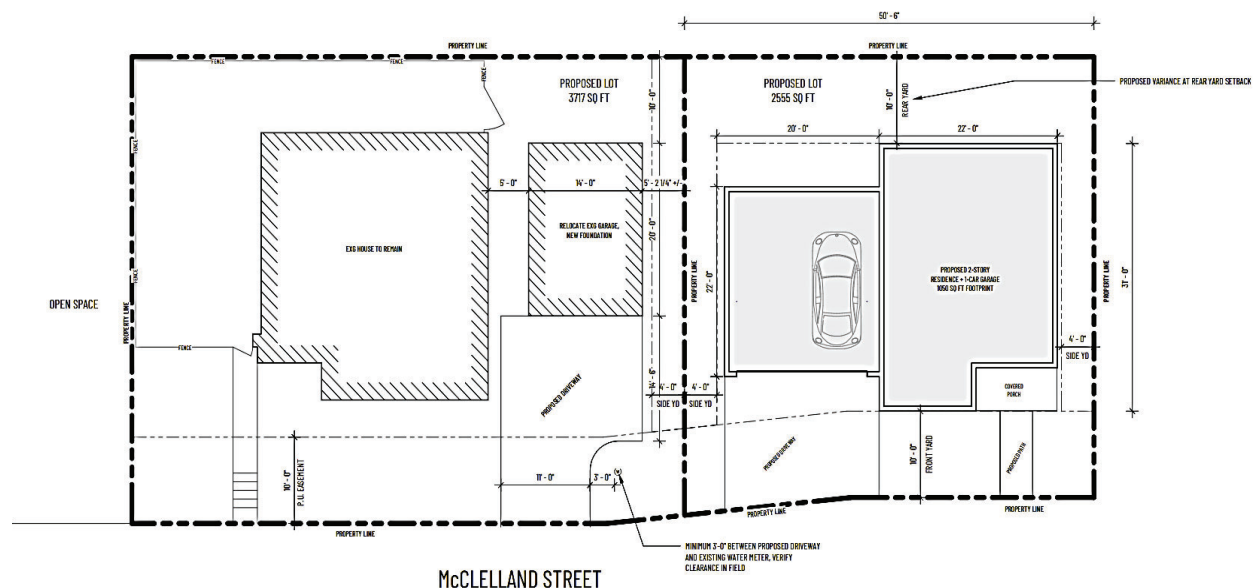 50' - 6"
PROPERTY LINE
PROPERTY LINE
FENCE
FENCE
FENCE
PROPOSED LOT
3717 SQ FT
10' - 0"
PROPOSED LOT
2555 SQ FT
10' - 0"
REAR YARD
PROPOSED VARIANCE AT REAR YARD SETBACK
20' - 0"
22' - 0"
FENCE
5' - 0"
14' - 0"
5' - 2 1/4" +/-
EXG HOUSE TO REMAIN
RELOCATE EXG GARAGE,
NEW FOUNDATION
20' - 0"
22' - 0"
PROPERTY LINE
PROPOSED 2-STORY
RESIDENCE + 1-CAR GARAGE
1050 SQ FT FOOTPRINT
PROPERTY LINE
31' - 0"
FENCE
OPEN SPACE
PROPERTY LINE
FENCE
4' - 0"
SIDE YD
14' - 6"
4' - 0"
SIDE YD
4' - 0"
SIDE YD
COVERED
PORCH
PROPOSED DRIVEWAY
PROPOSED DRIVEWAY
10' - 0"
FRONT YARD
PROPOSED PATH
10' - 0"
P.U. EASEMENT
11' - 0"
3' - 0"
PROPERTY LINE
PROPERTY LINE
PROPERTY LINE
MINIMUM 3'-0" BETWEEN PROPOSED DRIVEWAY
AND EXISTING WATER METER, VERIFY
CLEARANCE IN FIELD
McCLELLAND STREET